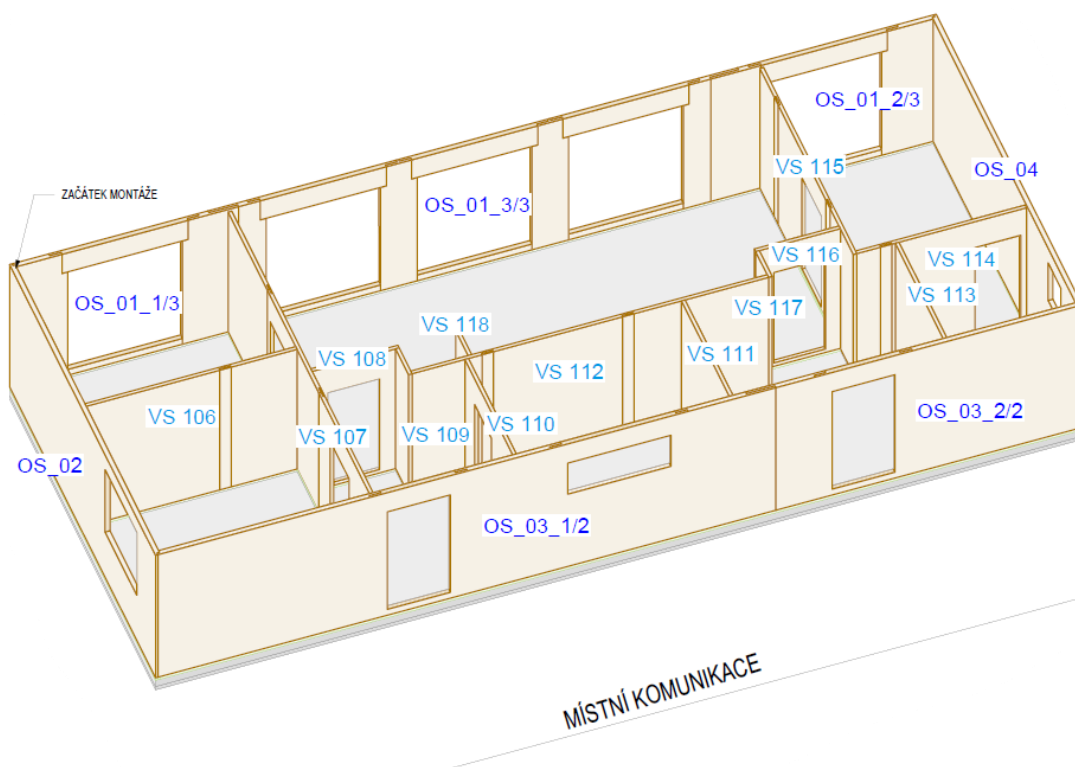 OS_01_2/3
VS 115
OS_04
ZAČÁTEK MONTÁŽE
OS_01_3/3
VS 116
VS 114
OS_01_1/3
VS 113
VS 117
VS 118
VS 108
VS 111
VS 112
VS 106
OS_03_2/2
VS 110
VS 109
VS 107
OS_02
OS_03_1/2
MÍSTNÍ KOMUNIKACE